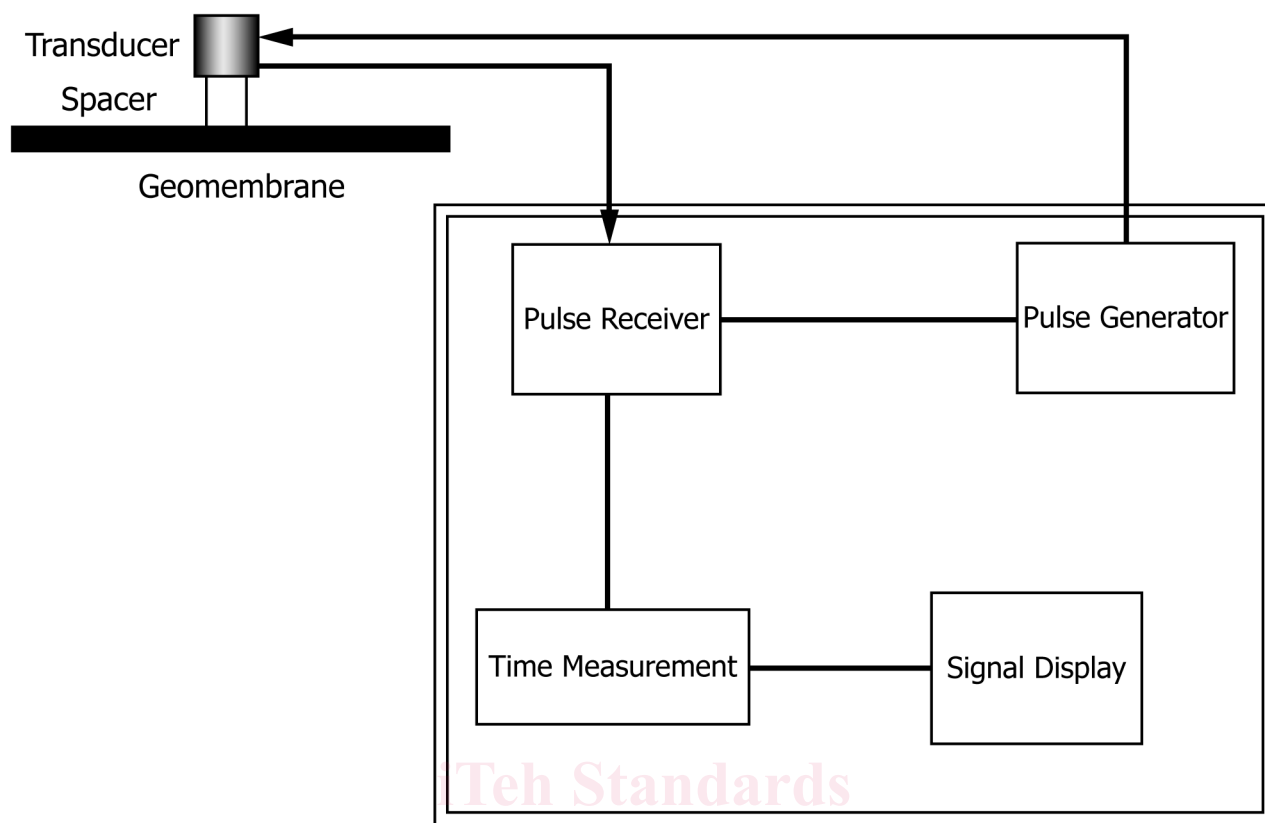 Transducer
Spacer
Geomembrane
Pulse Receiver
Pulse Generator
Time Measurement
Signal Display
iTeh Standards